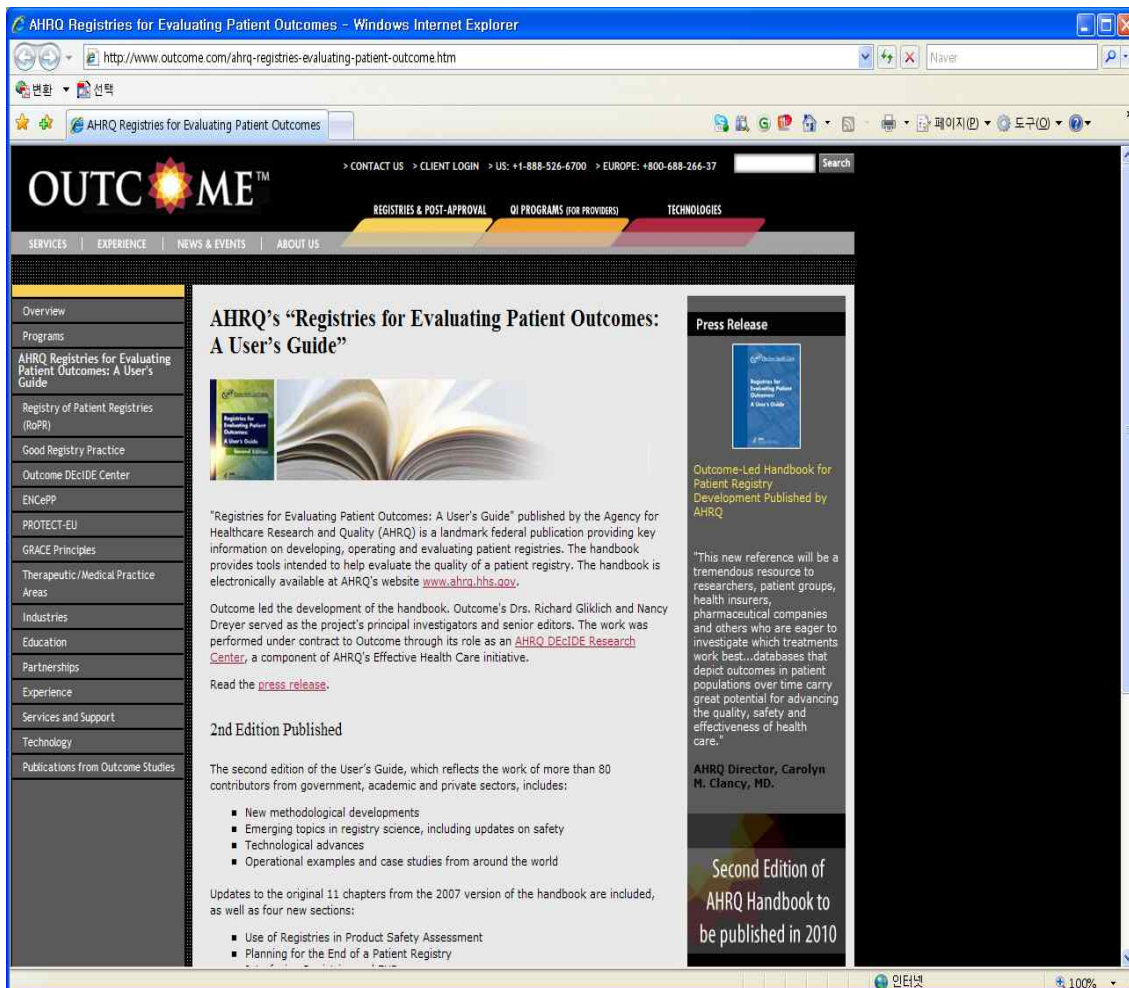 AHRQ Registries for Evaluating Patient Outcomes - Windows Internet Explorer
http://www.outcome.com/ahrq-registries-evaluating-patient-outcome.htm
Naver
변환 선택
AHRQ Registries for Evaluating Patient Outcomes
페이지(P) 도구(O)
OUTCOME™
> CONTACT US > CLIENT LOGIN > US: +1-888-526-6700 > EUROPE: +800-688-266-37
Search
REGISTRIES & POST-APPROVAL QI PROGRAMS (FOR PROVIDERS) TECHNOLOGIES
SERVICES | EXPERIENCE | NEWS & EVENTS | ABOUT US
Overview
Programs
AHRQ Registries for Evaluating
Patient Outcomes: A User's
Guide
Registry of Patient Registries
(RoPR)
Good Registry Practice
Outcome DEcIDE Center
ENCePP
PROTECT-EU
GRACE Principles
Therapeutic/Medical Practice
Areas
Industries
Education
Partnerships
Experience
Services and Support
Technology
Publications from Outcome Studies
AHRQ's “Registries for Evaluating Patient Outcomes:
A User's Guide”
Registries for
Evaluating Patient
Outcomes:
A User's Guide
Second Edition
"Registries for Evaluating Patient Outcomes: A User's Guide" published by the Agency for
Healthcare Research and Quality (AHRQ) is a landmark federal publication providing key
information on developing, operating and evaluating patient registries. The handbook
provides tools intended to help evaluate the quality of a patient registry. The handbook is
electronically available at AHRQ's website www.ahrq.hhs.gov.
Outcome led the development of the handbook. Outcome's Drs. Richard Gliklich and Nancy
Dreyer served as the project's principal investigators and senior editors. The work was
performed under contract to Outcome through its role as an AHRQ DEcIDE Research
Center, a component of AHRQ's Effective Health Care initiative.
Read the press release.
2nd Edition Published
The second edition of the User's Guide, which reflects the work of more than 80
contributors from government, academic and private sectors, includes:
▪ New methodological developments
▪ Emerging topics in registry science, including updates on safety
▪ Technological advances
▪ Operational examples and case studies from around the world
Updates to the original 11 chapters from the 2007 version of the handbook are included,
as well as four new sections:
▪ Use of Registries in Product Safety Assessment
▪ Planning for the End of a Patient Registry
Press Release
Registries for
Evaluating Patient
Outcomes:
A User's Guide
Outcome-Led Handbook for
Patient Registry
Development Published by
AHRQ
"This new reference will be a
tremendous resource to
researchers, patient groups,
health insurers,
pharmaceutical companies
and others who are eager to
investigate which treatments
work best...databases that
depict outcomes in patient
populations over time carry
great potential for advancing
the quality, safety and
effectiveness of health
care."
AHRQ Director, Carolyn
M. Clancy, MD.
Second Edition of
AHRQ Handbook to
be published in 2010
인터넷 100%